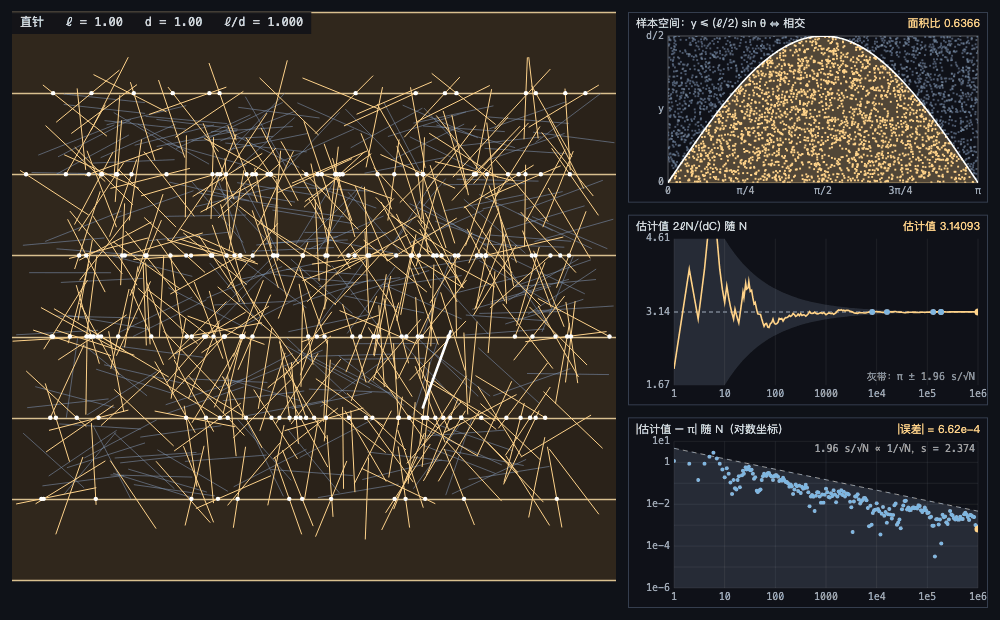 直针 ℓ = 1.00 d = 1.00 ℓ/d = 1.000
样本空间: y ≤ (ℓ/2) sin θ ⇔ 相交 面积比 0.6366
d/2
y
0
0 π/4 π/2 3π/4 π
估计值 2ℓN/(dC) 随 N 估计值 3.14093
4.61
3.14
1.67
灰带: π ± 1.96 s/√N
1 10 100 1000 1e4 1e5 1e6
|估计值 − π| 随 N (对数坐标) |误差| = 6.62e-4
1e1
1.96 s/√N ∝ 1/√N, s = 2.374
1
1e-2
1e-4
1e-6
1 10 100 1000 1e4 1e5 1e6